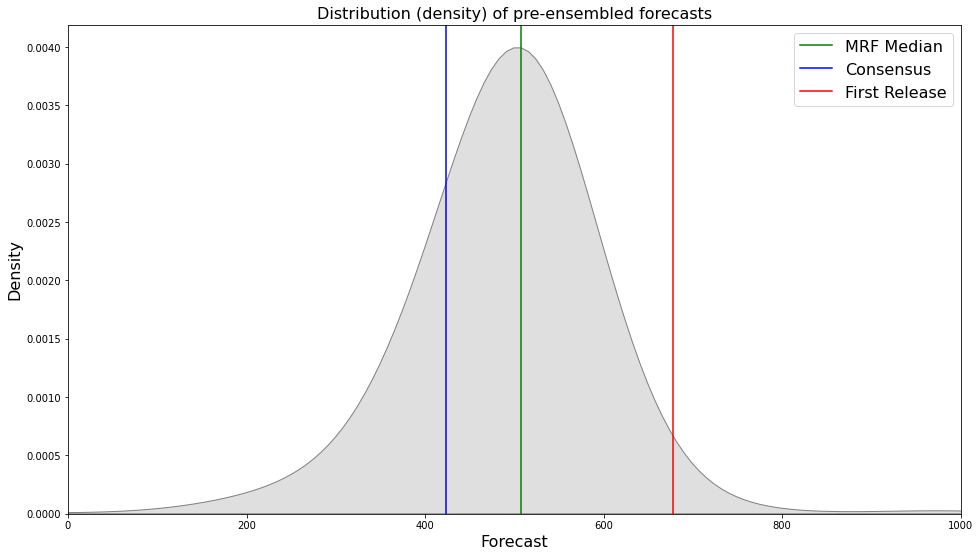 Distribution (density) of pre-ensembled forecasts
MRF Median
Consensus
First Release
Density
0.0040
0.0035
0.0030
0.0025
0.0020
0.0015
0.0010
0.0005
0.0000
0 200 400 600 800 1000
Forecast